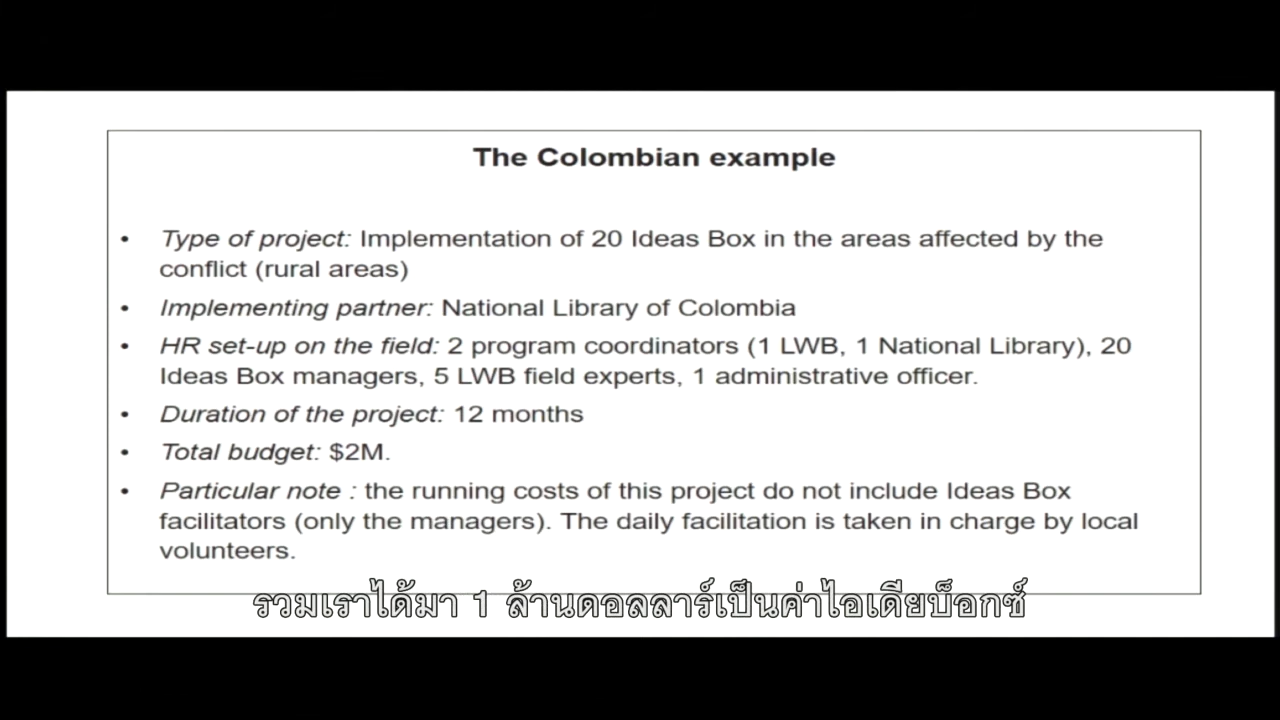 The Colombian example
• Type of project: Implementation of 20 Ideas Box in the areas affected by the
conflict (rural areas)
• Implementing partner: National Library of Colombia
• HR set-up on the field: 2 program coordinators (1 LWB, 1 National Library), 20
Ideas Box managers, 5 LWB field experts, 1 administrative officer.
• Duration of the project: 12 months
• Total budget: $2M.
• Particular note : the running costs of this project do not include Ideas Box
facilitators (only the managers). The daily facilitation is taken in charge by local
volunteers.
รวมเราได้มา 1 ล้านดอลลาร์เป็นค่าไอเดียบ็อกซ์